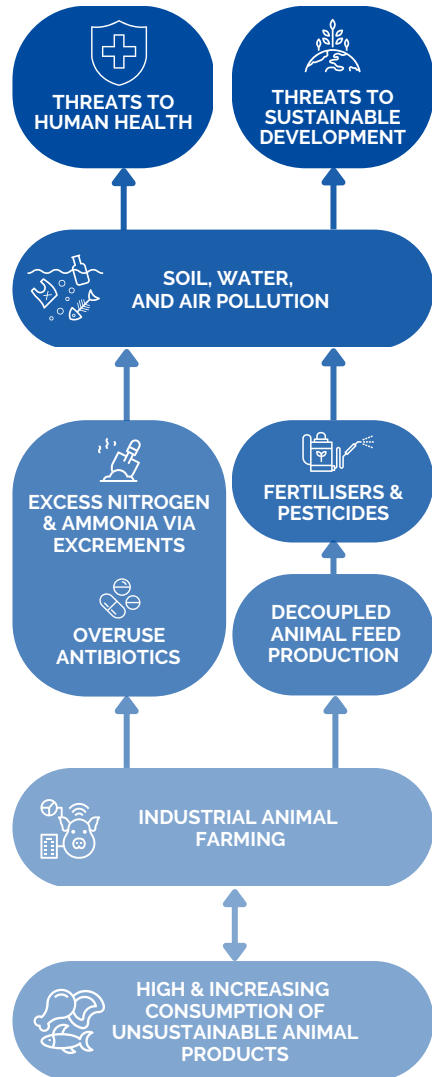 THREATS TO
HUMAN HEALTH
THREATS TO
SUSTAINABLE
DEVELOPMENT
SOIL, WATER,
AND AIR POLLUTION
EXCESS NITROGEN
& AMMONIA VIA
EXCREMENTS
OVERUSE
ANTIBIOTICS
FERTILISERS &
PESTICIDES
DECOUPLED
ANIMAL FEED
PRODUCTION
INDUSTRIAL ANIMAL
FARMING
HIGH & INCREASING
CONSUMPTION OF
UNSUSTAINABLE ANIMAL
PRODUCTS